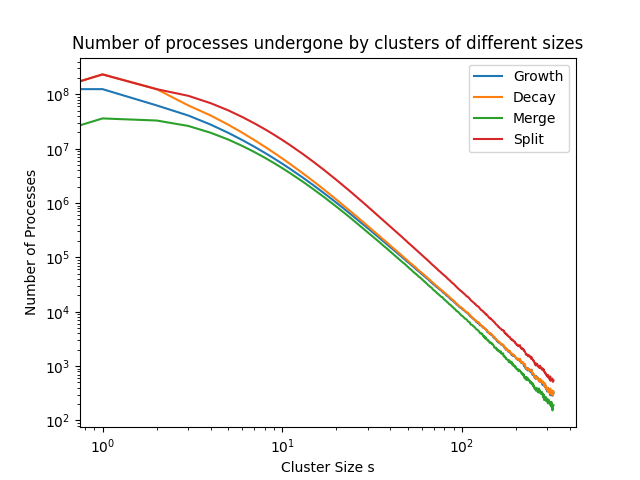 Number of processes undergone by clusters of different sizes
Growth
Decay
Merge
Split
Number of Processes
10^8
10^7
10^6
10^5
10^4
10^3
10^2
10^0
10^1
10^2
Cluster Size s